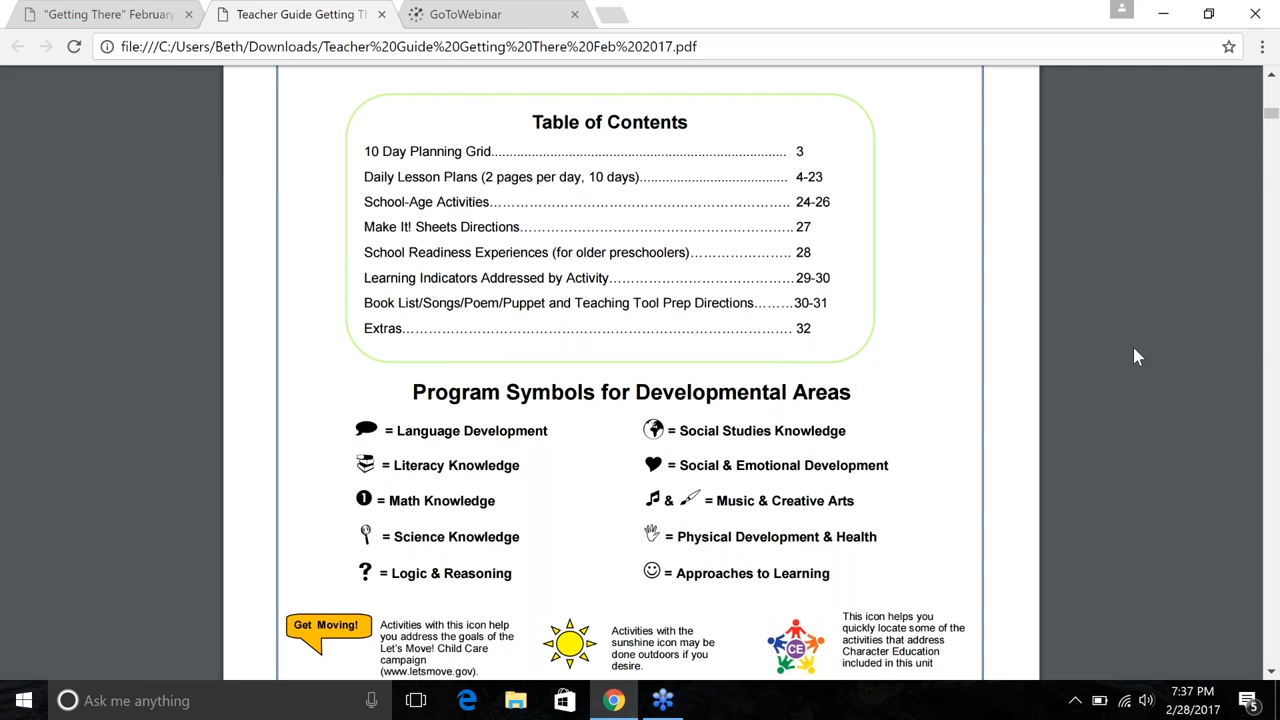 "Getting There" February
Teacher Guide Getting Th
GoToWebinar
file:///C:/Users/Beth/Downloads/Teacher%20Guide%20Getting%20There%20Feb%202017.pdf
Table of Contents
10 Day Planning Grid................................................................................ 3
Daily Lesson Plans (2 pages per day, 10 days)........................................ 4-23
School-Age Activities……………………………………………………………….. 24-26
Make It! Sheets Directions………………………………………………………….. 27
School Readiness Experiences (for older preschoolers)………………….. 28
Learning Indicators Addressed by Activity…………………………………… 29-30
Book List/Songs/Poem/Puppet and Teaching Tool Prep Directions………30-31
Extras…………………………………………………………………………………. 32
Program Symbols for Developmental Areas
= Language Development
= Social Studies Knowledge
= Literacy Knowledge
= Social & Emotional Development
1 = Math Knowledge
& = Music & Creative Arts
= Science Knowledge
= Physical Development & Health
? = Logic & Reasoning
= Approaches to Learning
Get Moving!
Activities with this icon help
you address the goals of the
Let's Move! Child Care
campaign
(www.letsmove.gov).
Activities with the
sunshine icon may be
done outdoors if you
desire.
CE
This icon helps you
quickly locate some of the
activities that address
Character Education
included in this unit
Ask me anything
7:37 PM
2/28/2017
5